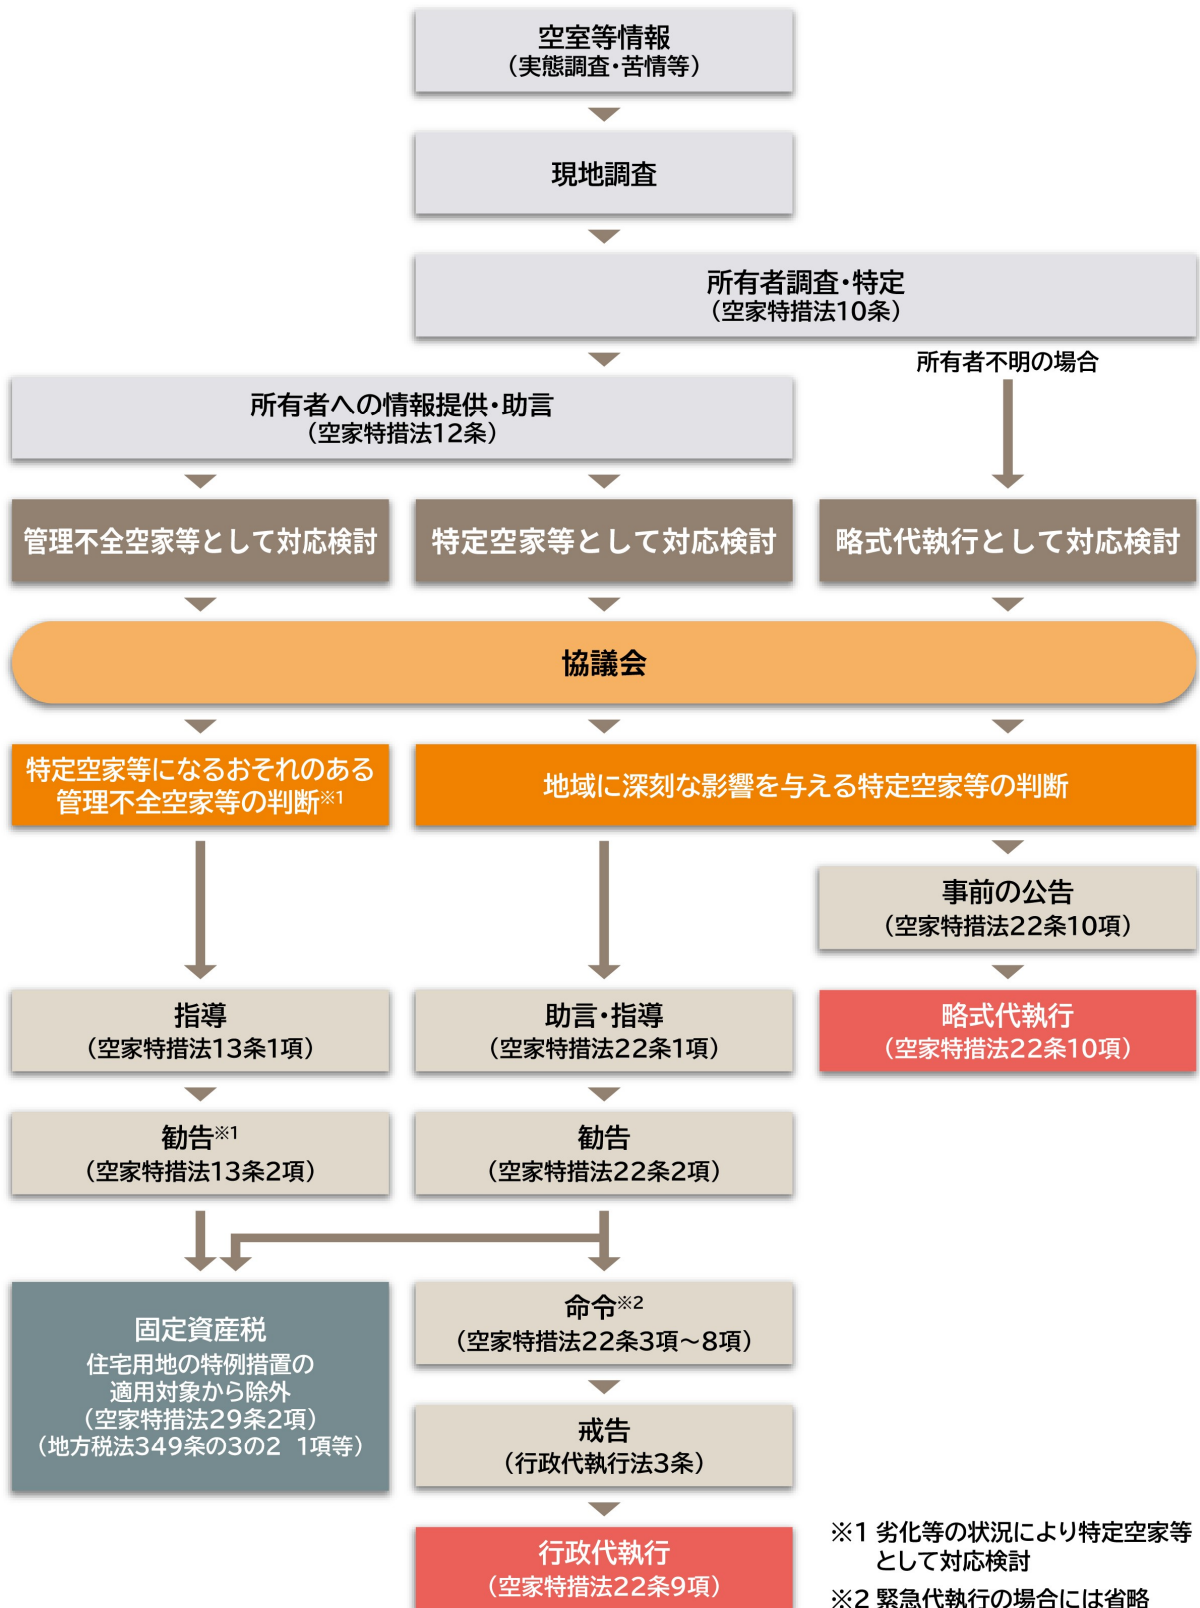 空室等情報
（実態調査・苦情等）
現地調査
所有者調査・特定
（空家特措法10条）
所有者不明の場合
所有者への情報提供・助言
（空家特措法12条）
管理不全空家等として対応検討
特定空家等として対応検討
略式代執行として対応検討
協議会
特定空家等になるおそれのある
管理不全空家等の判断※1
地域に深刻な影響を与える特定空家等の判断
事前の公告
（空家特措法22条10項）
指導
（空家特措法13条1項）
助言・指導
（空家特措法22条1項）
略式代執行
（空家特措法22条10項）
勧告※1
（空家特措法13条2項）
勧告
（空家特措法22条2項）
固定資産税
住宅用地の特例措置の
適用対象から除外
（空家特措法29条2項）
（地方税法349条の3の2 1項等）
命令※2
（空家特措法22条3項～8項）
戒告
（行政代執行法3条）
行政代執行
（空家特措法22条9項）
※1 劣化等の状況により特定空家等
として対応検討
※2 緊急代執行の場合には省略